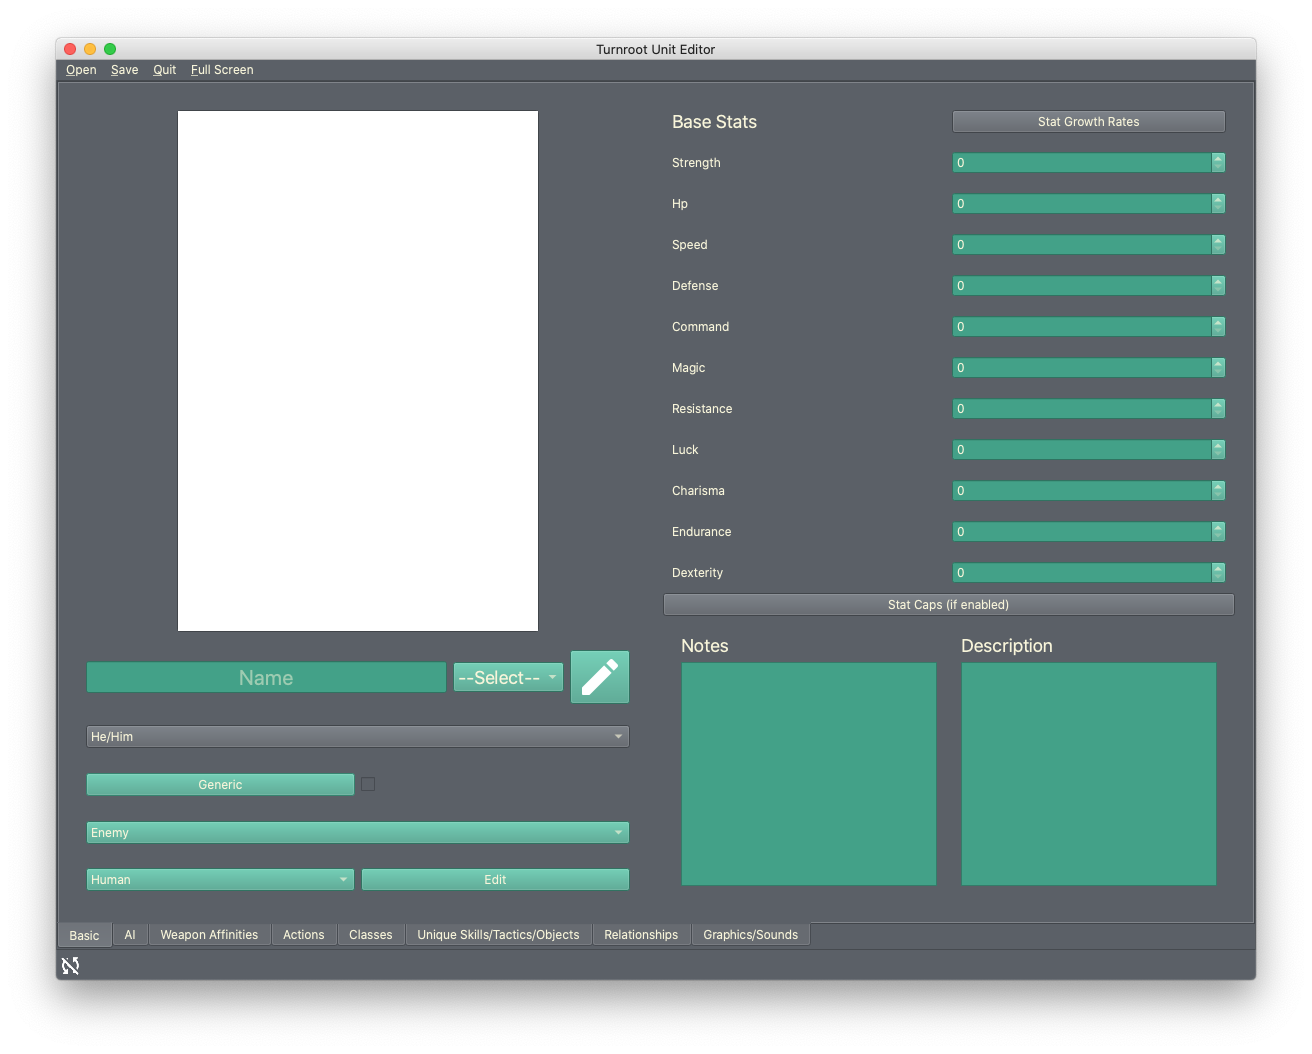 Turnroot Unit Editor
Open Save Quit Full Screen
Base Stats
Stat Growth Rates
Strength 0
Hp 0
Speed 0
Defense 0
Command 0
Magic 0
Resistance 0
Luck 0
Charisma 0
Endurance 0
Dexterity 0
Stat Caps (if enabled)
Name --Select--
He/Him
Generic
Enemy
Human Edit
Notes Description
Basic AI Weapon Affinities Actions Classes Unique Skills/Tactics/Objects Relationships Graphics/Sounds